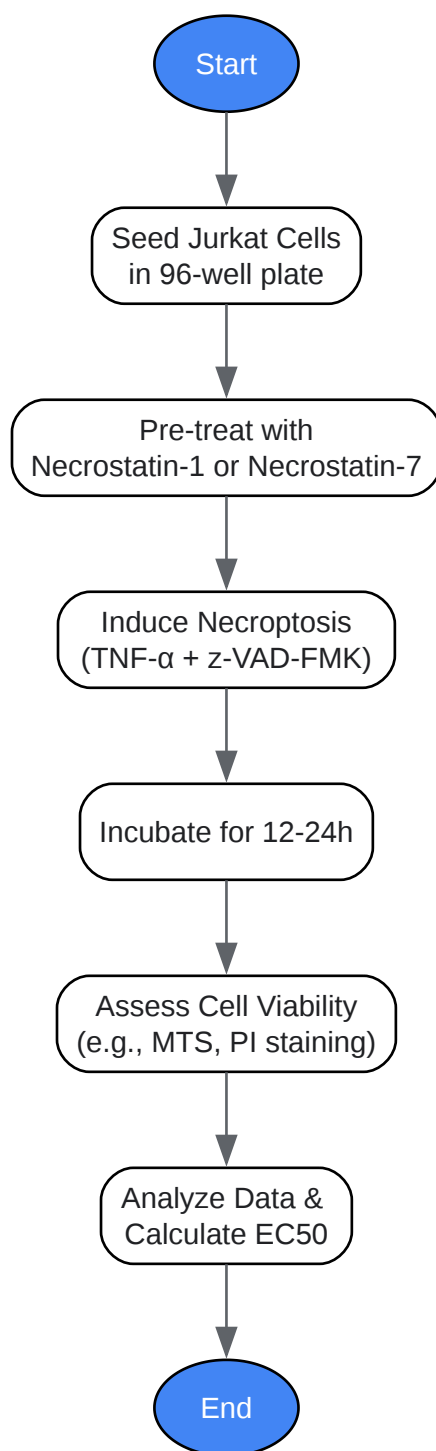 Start
Seed Jurkat Cells
in 96-well plate
Pre-treat with
Necrostatin-1 or Necrostatin-7
Induce Necroptosis
(TNF-α + z-VAD-FMK)
Incubate for 12-24h
Assess Cell Viability
(e.g., MTS, PI staining)
Analyze Data &
Calculate EC50
End